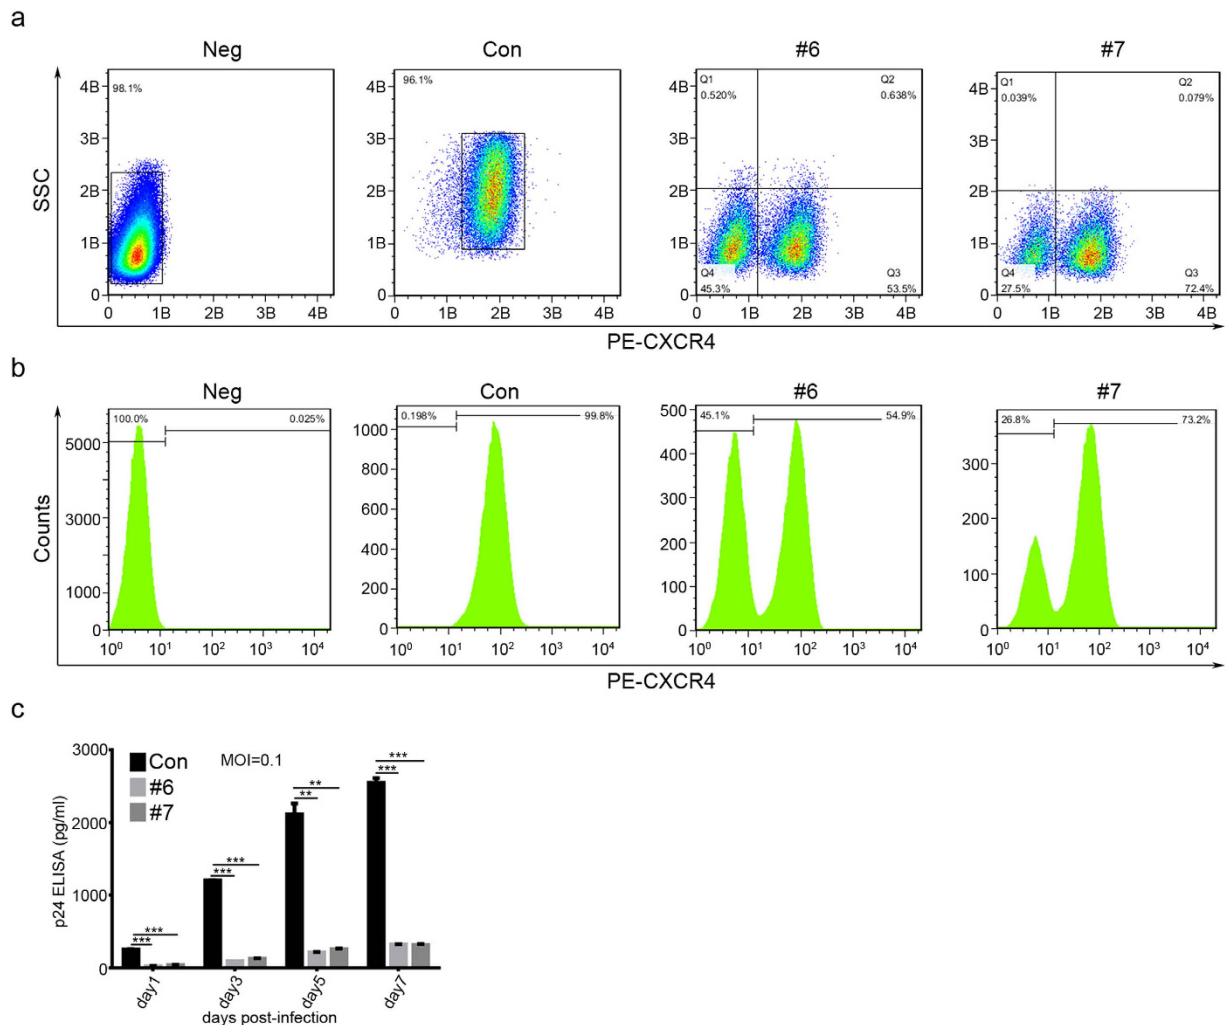 a
Neg Con #6 #7
98.1%
96.1%
Q1 Q2
0.520% 0.638%
Q1 Q2
0.039% 0.079%
SSC
4B 4B 4B 4B
3B 3B 3B 3B
2B 2B 2B 2B
1B 1B 1B 1B
Q4 Q3
45.3% 53.5%
Q4 Q3
27.5% 72.4%
0 0 0 0
0 1B 2B 3B 4B 0 1B 2B 3B 4B 0 1B 2B 3B 4B 0 1B 2B 3B 4B
PE-CXCR4
b
Neg Con #6 #7
100.0% 0.025%
0.198% 99.8%
45.1% 54.9%
26.8% 73.2%
Counts
5000
3000
1000
0
1000
800
600
400
200
0
500
400
300
200
100
0
300
200
100
0
10⁰ 10¹ 10² 10³ 10⁴ 10⁰ 10¹ 10² 10³ 10⁴ 10⁰ 10¹ 10² 10³ 10⁴ 10⁰ 10¹ 10² 10³ 10⁴
PE-CXCR4
c
p24 ELISA (pg/ml)
3000
2000
1000
0
Con
#6
#7
MOI=0.1
***
***
***
***
**
**
***
***
day1 day3 day5 day7
days post-infection